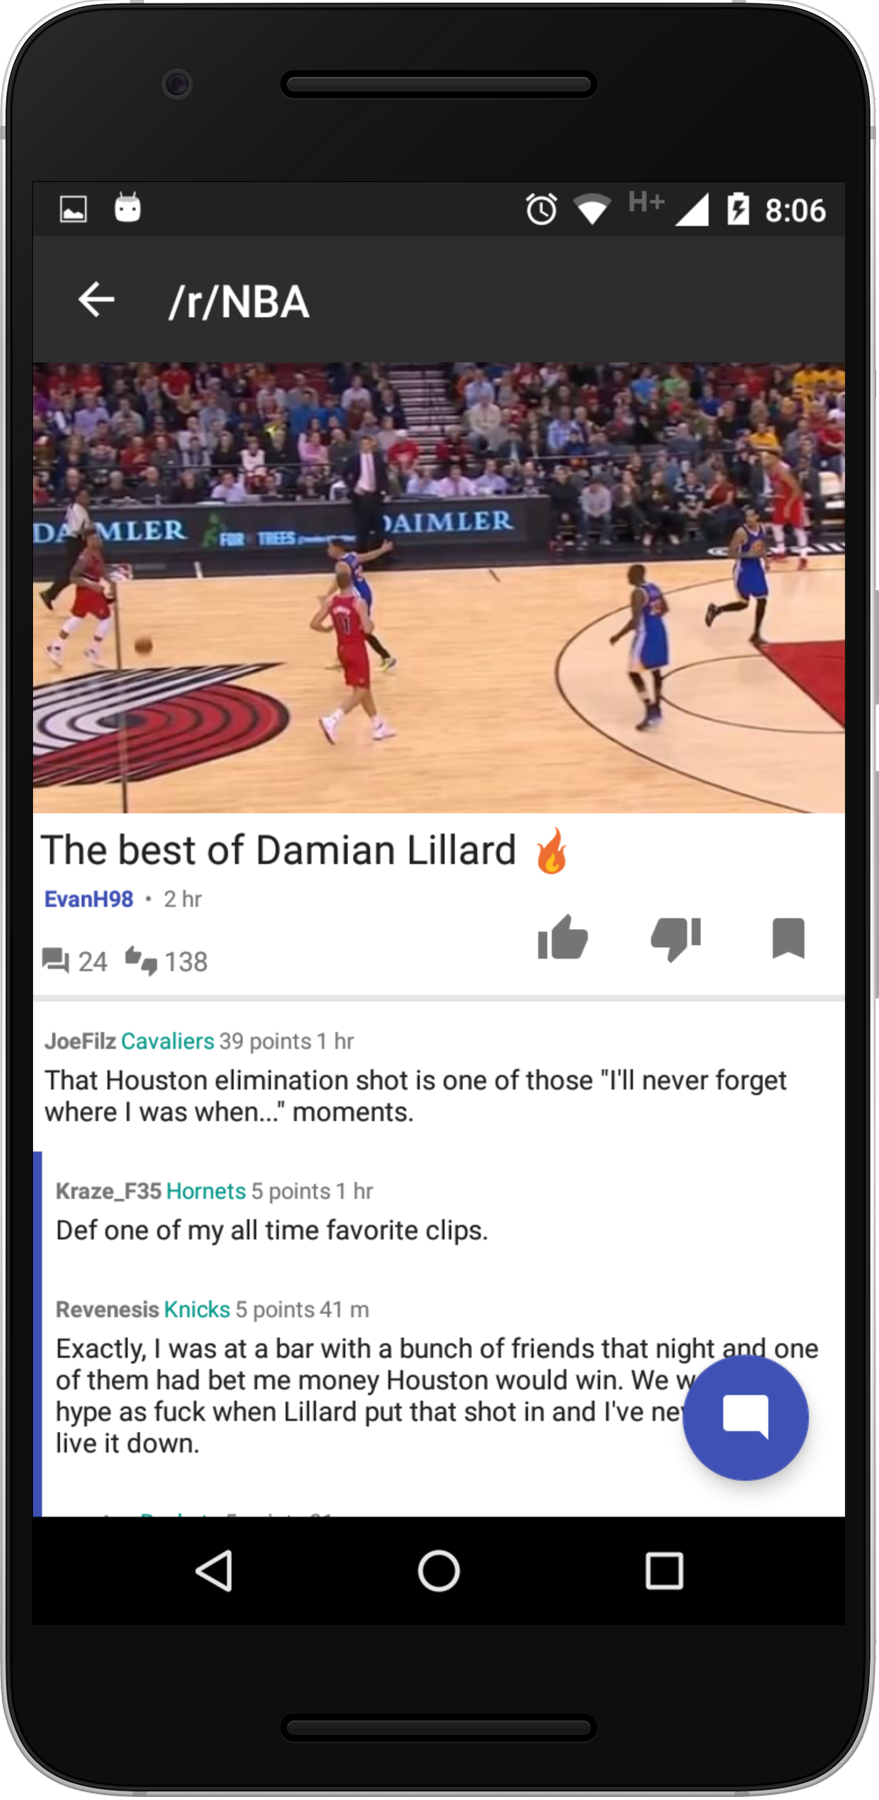 H+ 8:06
/r/NBA
DAIMLER FOR TREES DAIMLER
The best of Damian Lillard 🔥
EvanH98 • 2 hr
24 138
JoeFilz Cavaliers 39 points 1 hr
That Houston elimination shot is one of those "I'll never forget
where I was when..." moments.
Kraze_F35 Hornets 5 points 1 hr
Def one of my all time favorite clips.
Revenesis Knicks 5 points 41 m
Exactly, I was at a bar with a bunch of friends that night and one
of them had bet me money Houston would win. We w
hype as fuck when Lillard put that shot in and I've ne
live it down.